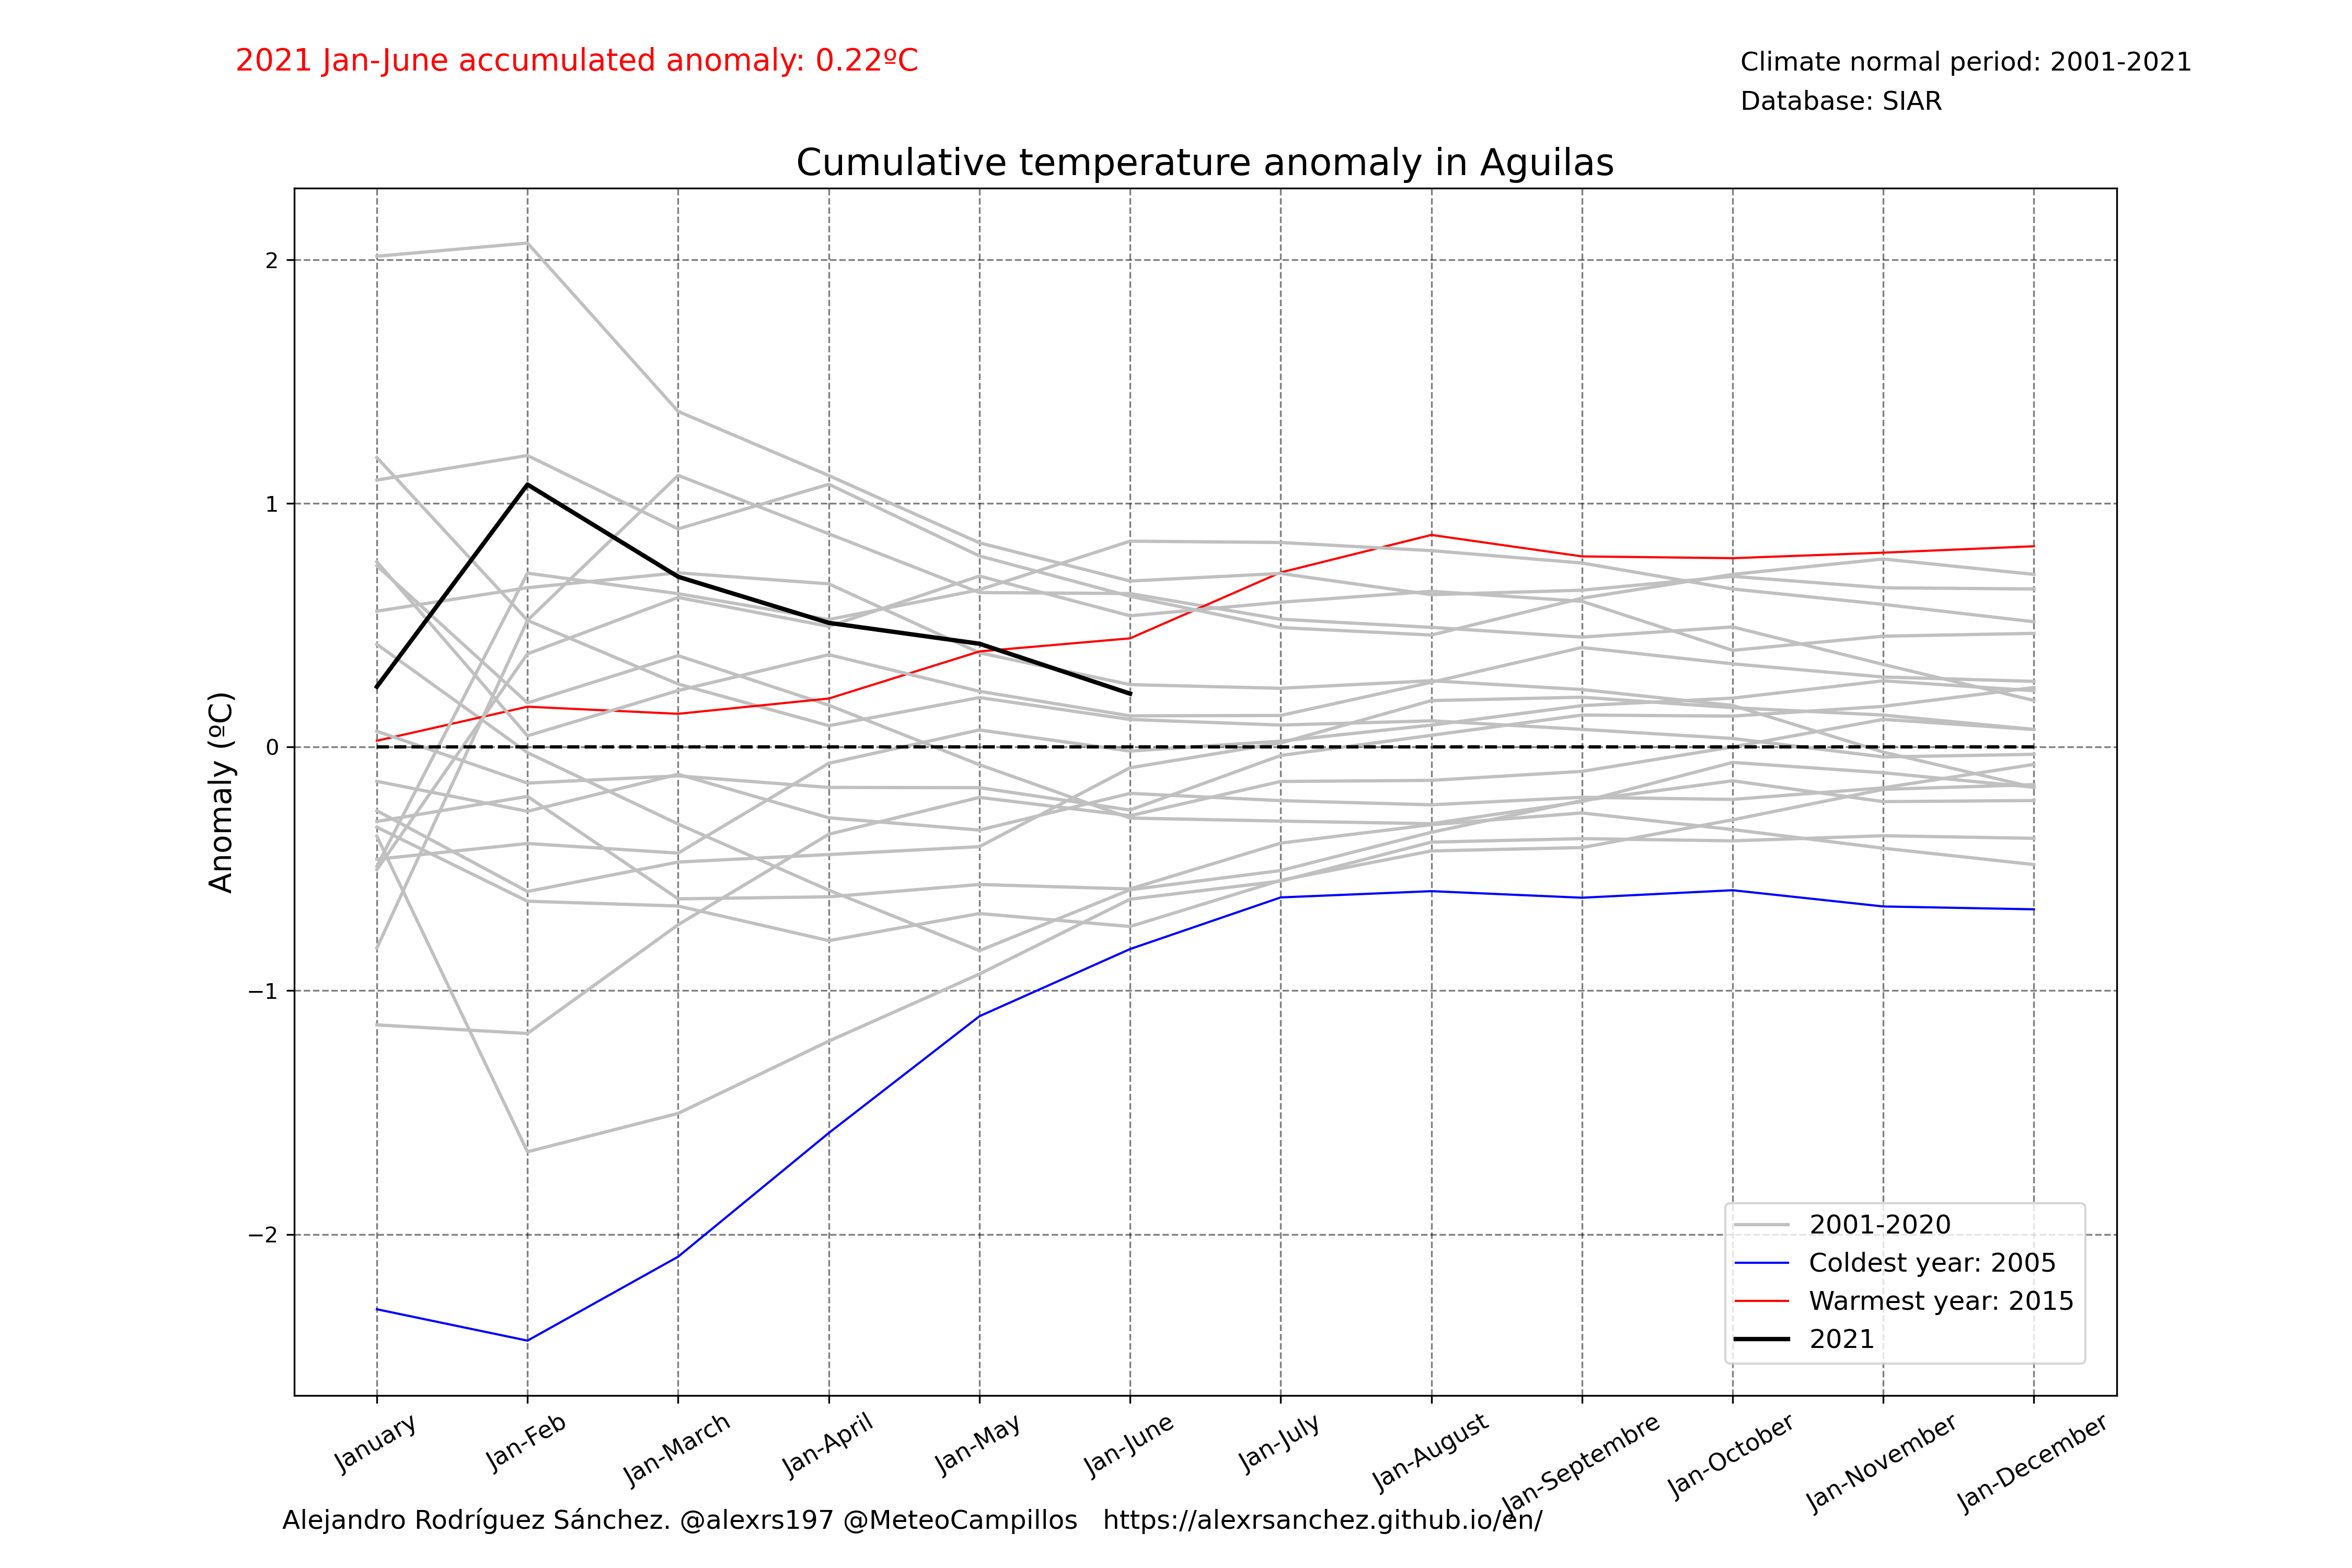 2021 Jan-June accumulated anomaly: 0.22ºC
Climate normal period: 2001-2021
Database: SIAR
Cumulative temperature anomaly in Aguilas
Anomaly (ºC)
2
1
0
−1
−2
2001-2020
Coldest year: 2005
Warmest year: 2015
2021
January
Jan-Feb
Jan-March
Jan-April
Jan-May
Jan-June
Jan-July
Jan-August
Jan-Septembre
Jan-October
Jan-November
Jan-December
Alejandro Rodríguez Sánchez. @alexrs197 @MeteoCampillos   https://alexrsanchez.github.io/en/